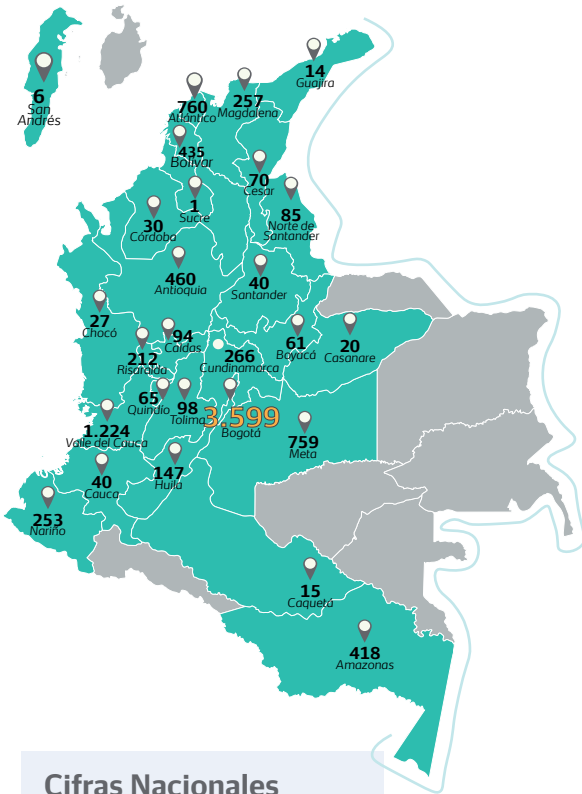 14
Guajira
6
San
Andrés
760
Atlántico
257
Magdalena
435
Bolívar
70
Cesar
1
Sucre
85
Norte de
Santander
30
Córdoba
460
Antioquia
40
Santander
27
Chocó
94
Caldas
61
Boyacá
20
Casanare
212
Risaralda
266
Cundinamarca
65
Quindio
98
Tolima
3.599
Bogotá
1.224
Valle del Cauca
759
Meta
147
Huila
40
Cauca
253
Nariño
15
Caquetá
418
Amazonas
Cifras Nacionales